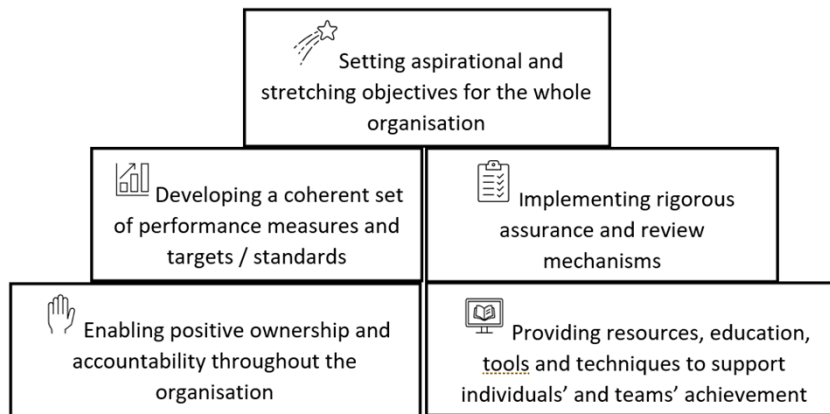 Setting aspirational and
stretching objectives for the whole
organisation
Developing a coherent set
of performance measures and
targets / standards
Implementing rigorous
assurance and review
mechanisms
Enabling positive ownership and
accountability throughout the
organisation
Providing resources, education,
tools and techniques to support
individuals’ and teams’ achievement